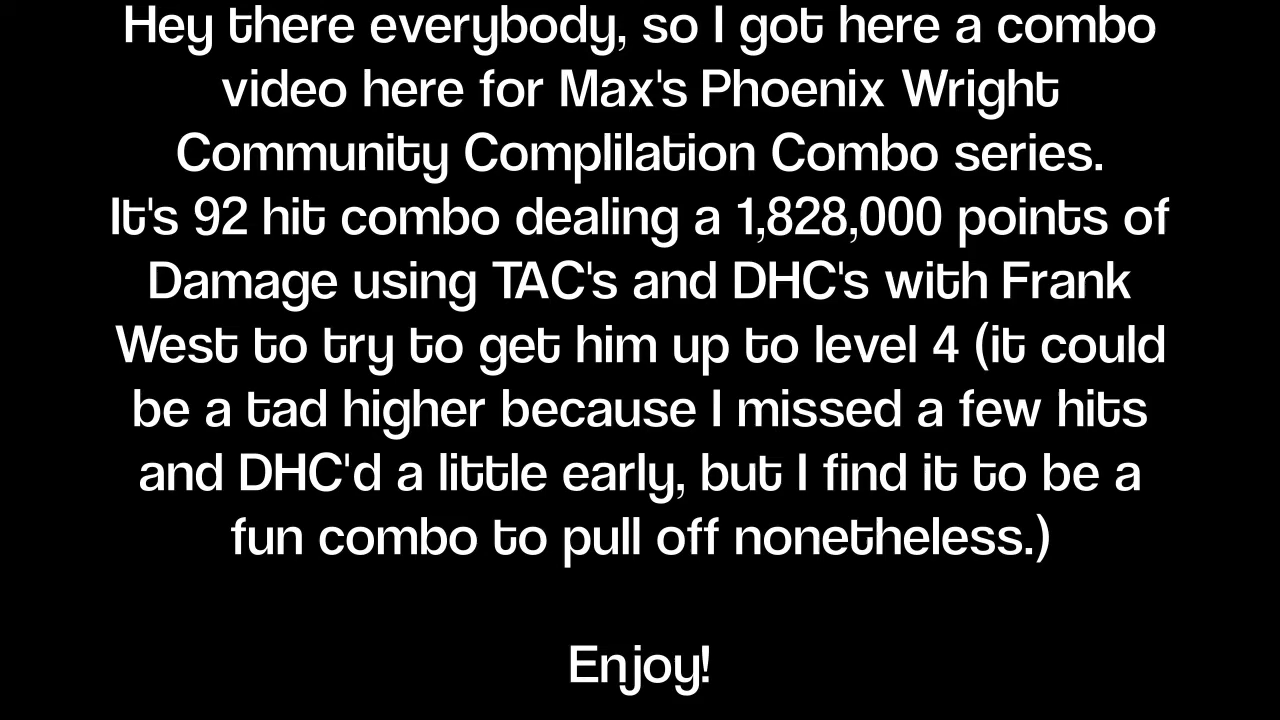 Hey there everybody, so I got here a combo
video here for Max's Phoenix Wright
Community Complilation Combo series.
It's 92 hit combo dealing a 1,828,000 points of
Damage using TAC's and DHC's with Frank
West to try to get him up to level 4 (it could
be a tad higher because I missed a few hits
and DHC'd a little early, but I find it to be a
fun combo to pull off nonetheless.)
Enjoy!